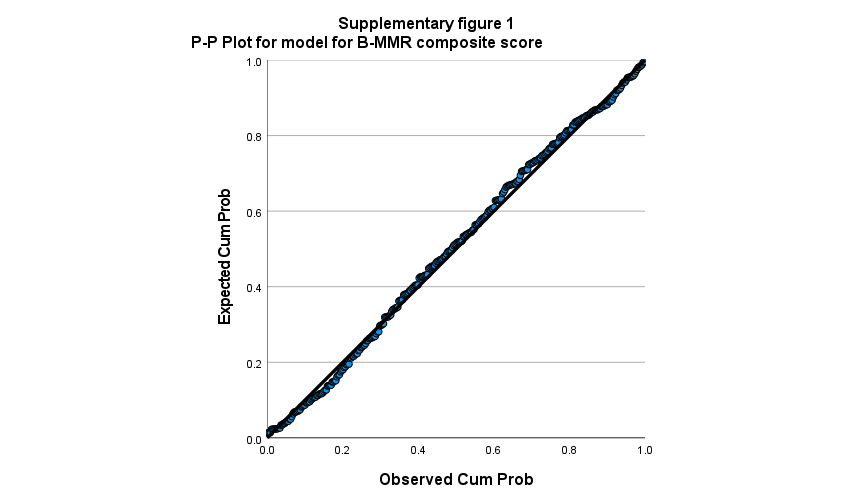 Supplementary figure 1
P-P Plot for model for B-MMR composite score
1.0
0.8
0.6
0.4
0.2
0.0
Expected Cum Prob
0.0 0.2 0.4 0.6 0.8 1.0
Observed Cum Prob